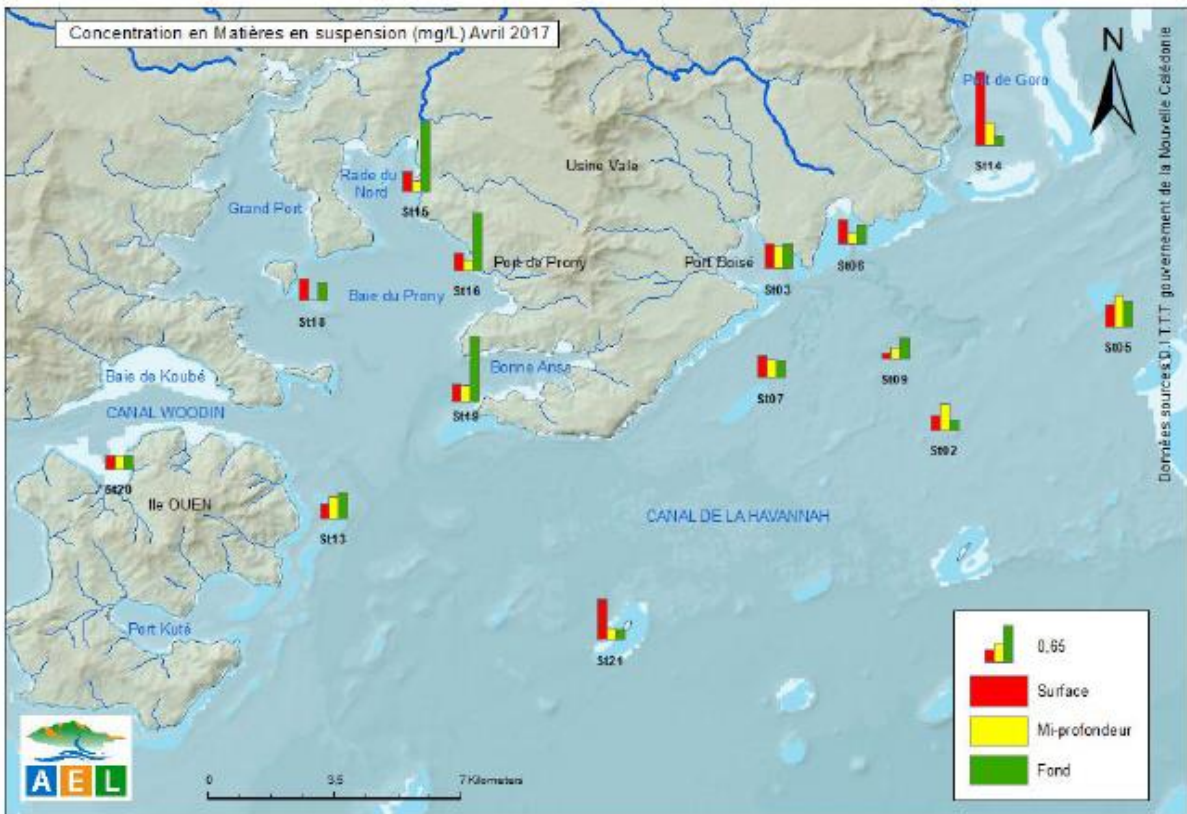 Concentration en Matières en suspension (mg/L) Avril 2017
N
Port de Goro
St14
Usine Vale
Rade du
Nord
St15
Grand Port
St06
Port de Prony
Port Boisé
St16
St03
Baie du Prony
St18
St05
St09
Bonne Anse
Baie de Koubé
St07
St19
CANAL WOODIN
St02
St20
Ile OUEN
CANAL DE LA HAVANNAH
St13
Port Kuté
St21
0,65
Surface
Mi-profondeur
Fond
AEL
0 3.5 7 Kilometers
Données sources D.I.T.T.T gouvernement de la Nouvelle Calédonie